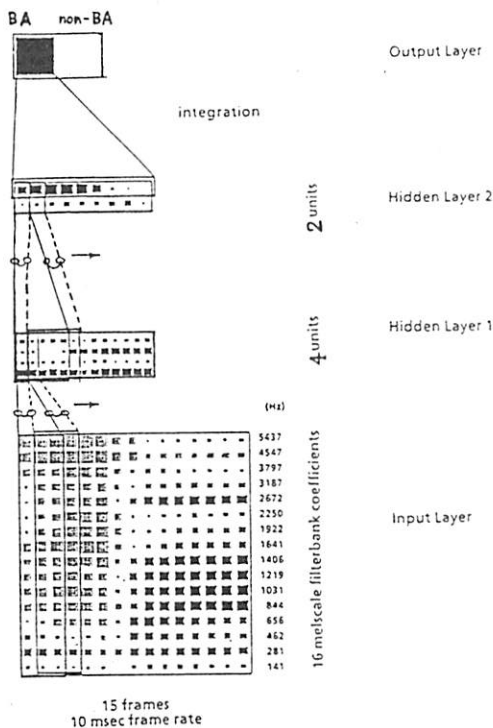 BA non-BA
Output Layer
integration
2 units
Hidden Layer 2
4 units
Hidden Layer 1
(Hz)
5437
4547
3797
3187
2672
2250
1922
1641
1406
1219
1031
844
656
462
281
141
16 melscale filterbank coefficients
Input Layer
15 frames
10 msec frame rate